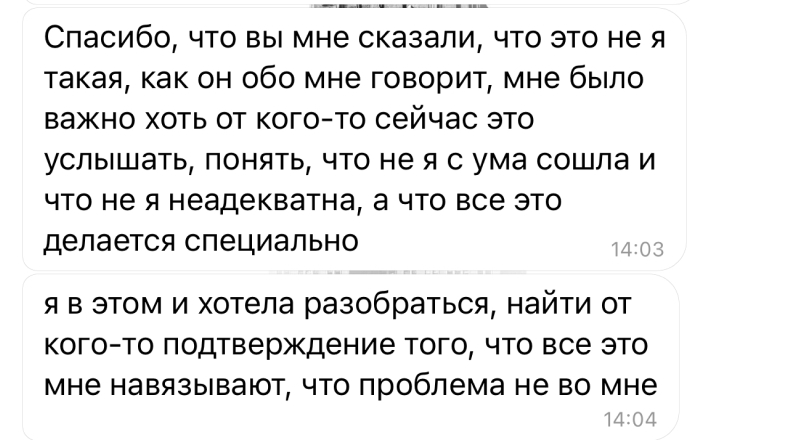 Спасибо, что вы мне сказали, что это не я
такая, как он обо мне говорит, мне было
важно хоть от кого-то сейчас это
услышать, понять, что не я с ума сошла и
что не я неадекватна, а что все это
делается специально
14:03
я в этом и хотела разобраться, найти от
кого-то подтверждение того, что все это
мне навязывают, что проблема не во мне
14:04